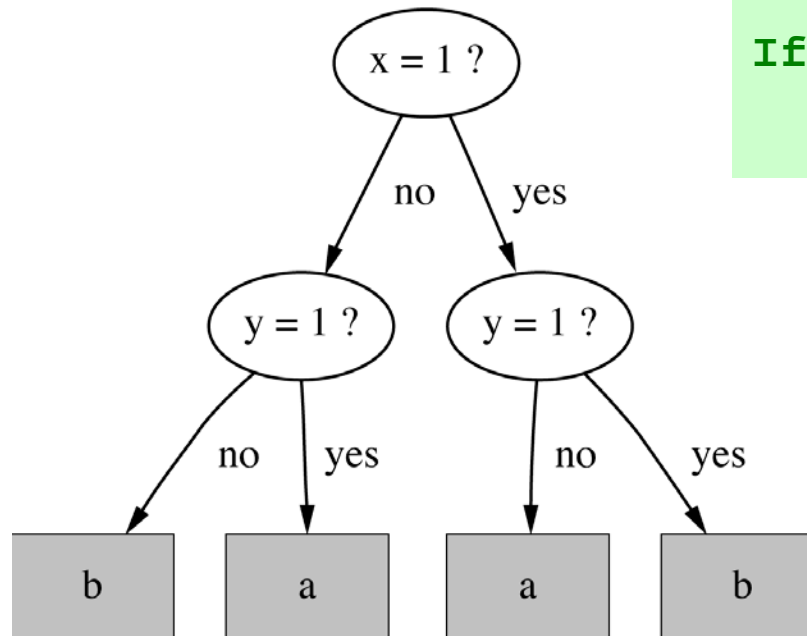 x = 1 ?
If
no
yes
y = 1 ?
y = 1 ?
no
yes
no
yes
b
a
a
b